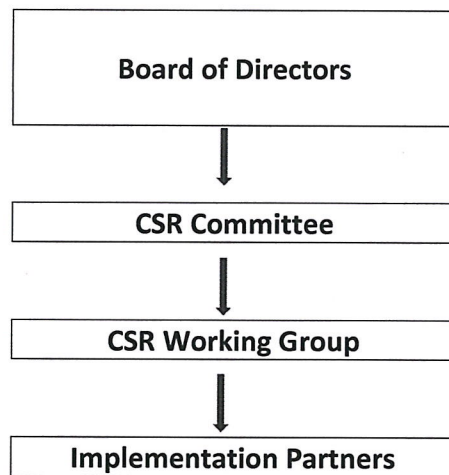 Board of Directors
CSR Committee
CSR Working Group
Implementation Partners